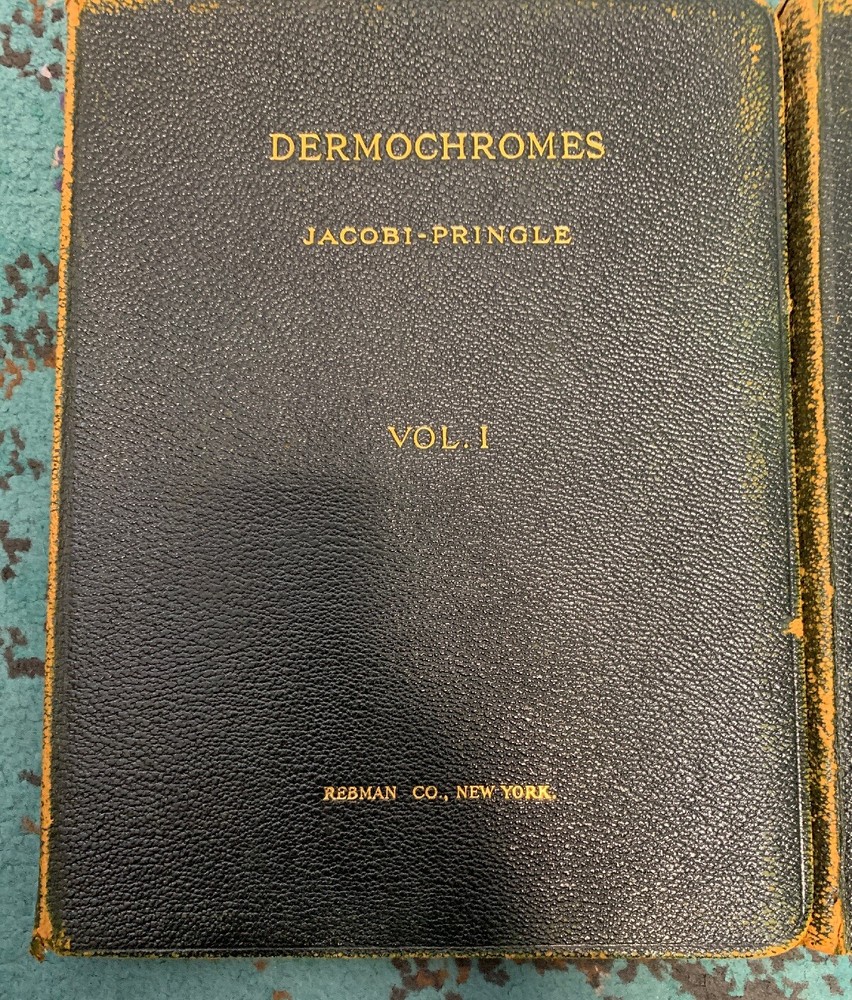 DERMOCHROMES
JACOBI-PRINGLE
VOL. I
REBMAN CO., NEW YORK.